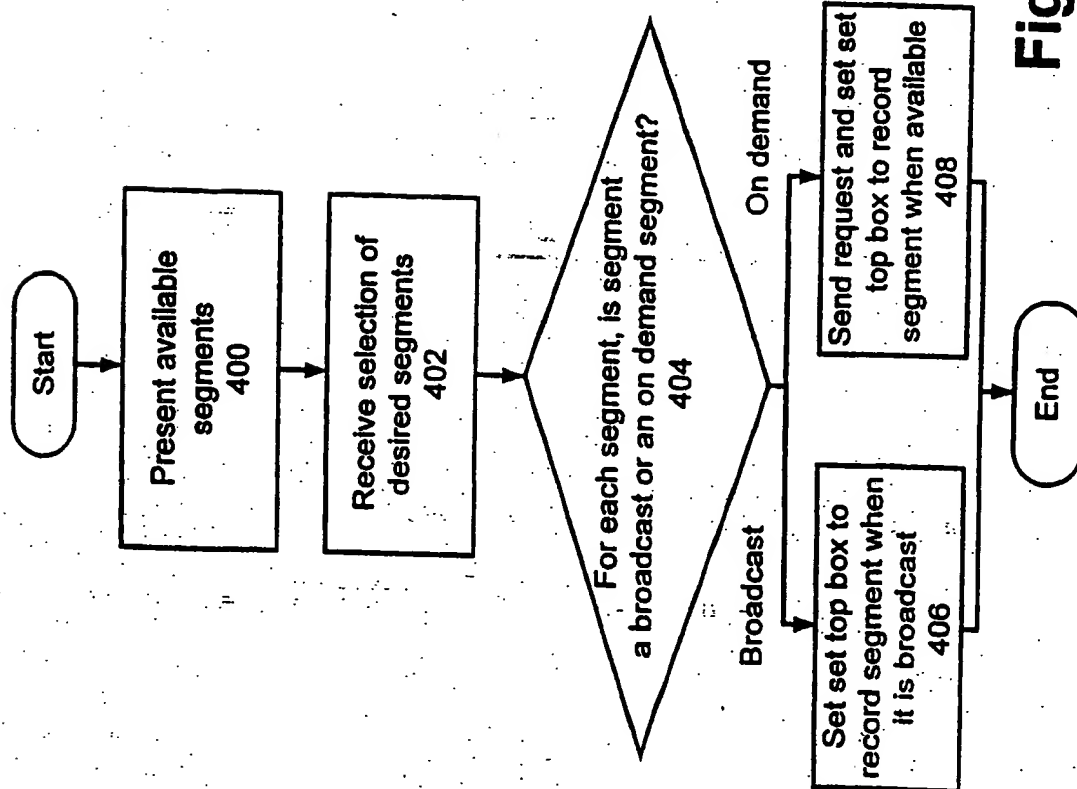 Start
Present available
segments
400
Receive selection of
desired segments
402
For each segment, is segment
a broadcast or an on demand segment?
404
Broadcast
On demand
Set set top box to
record segment when
it is broadcast
406
Send request and set set
top box to record
segment when available
408
End
Fig